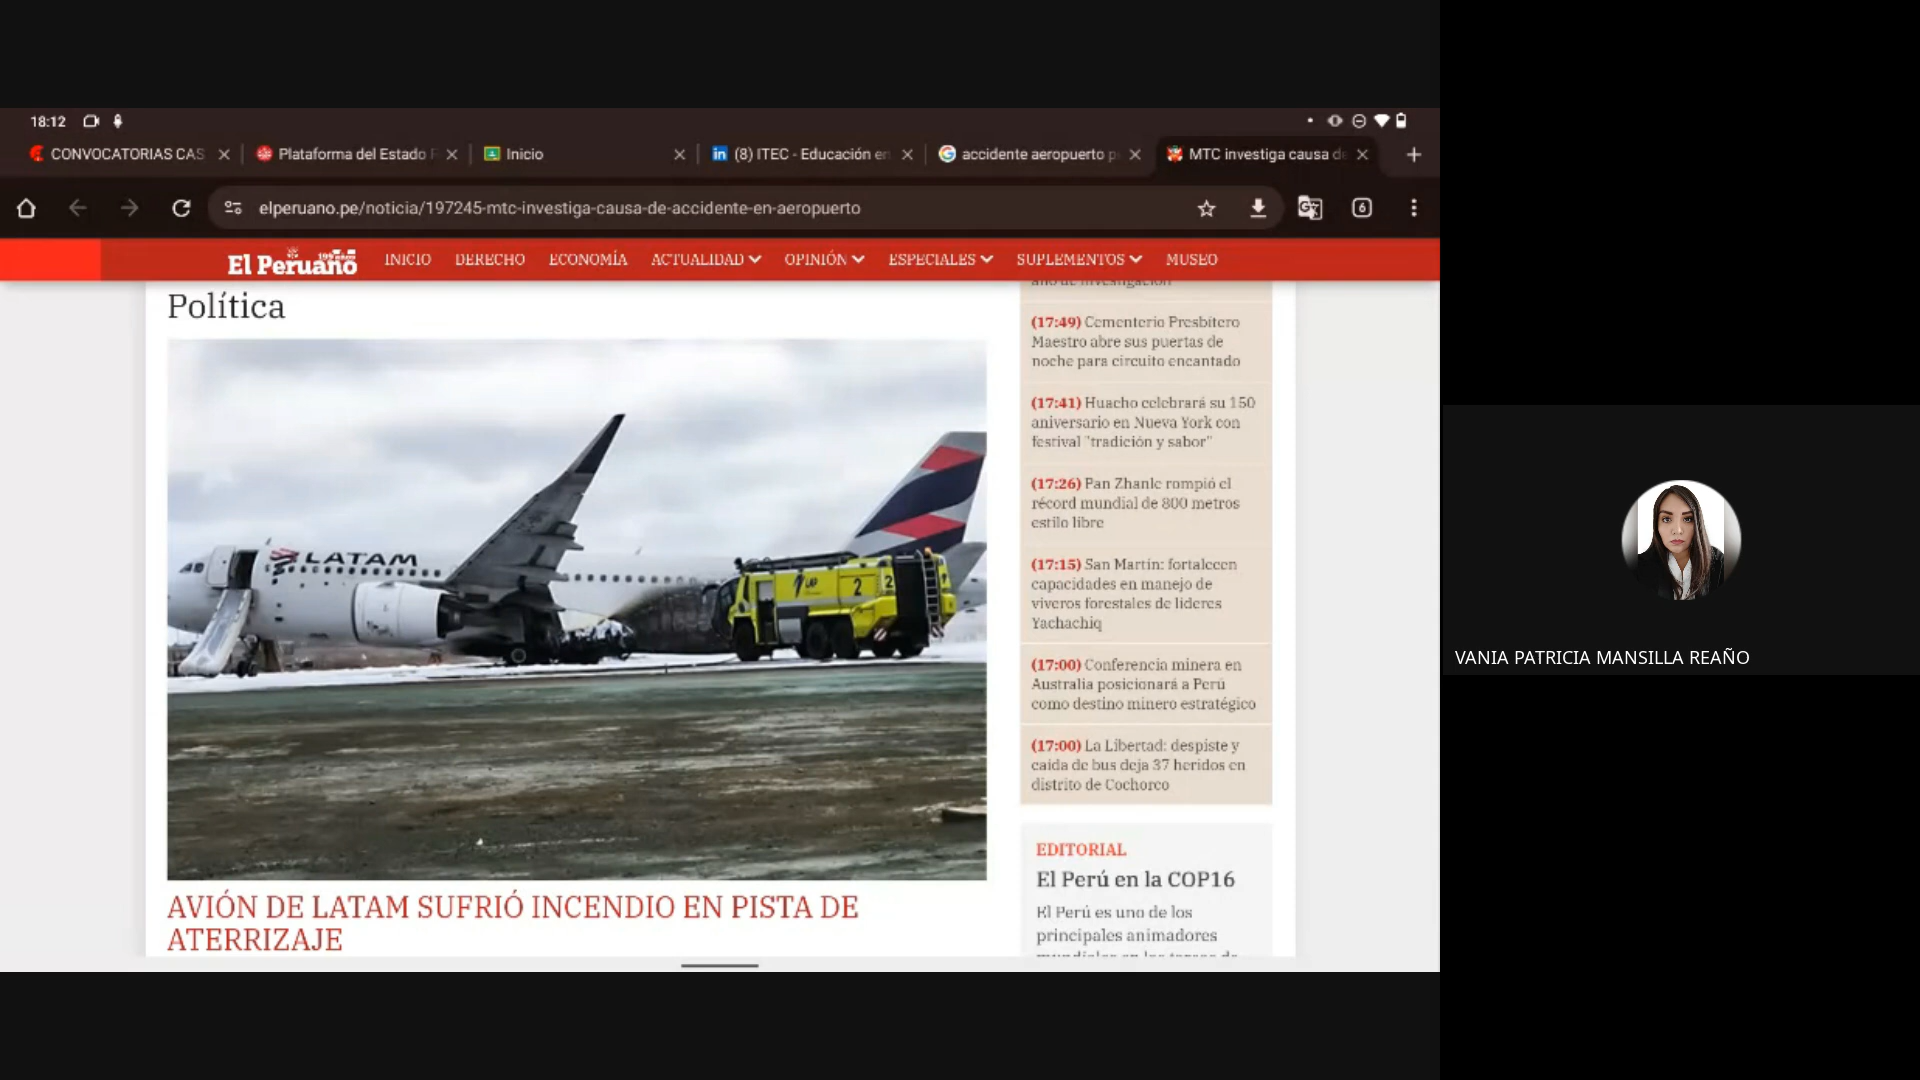 18:12
CONVOCATORIAS CAS
Plataforma del Estado
Inicio
(8) ITEC - Educación en
accidente aeropuerto p
MTC investiga causa de
elperuano.pe/noticia/197245-mtc-investiga-causa-de-accidente-en-aeropuerto
6
El Peruano
INICIO
DERECHO
ECONOMÍA
ACTUALIDAD
OPINIÓN
ESPECIALES
SUPLEMENTOS
MUSEO
Política
LATAM
LAP
2
2
AVIÓN DE LATAM SUFRIÓ INCENDIO EN PISTA DE
ATERRIZAJE
año de investigación
(17:49) Cementerio Presbítero
Maestro abre sus puertas de
noche para circuito encantado
(17:41) Huacho celebrará su 150
aniversario en Nueva York con
festival "tradición y sabor"
(17:26) Pan Zhanle rompió el
récord mundial de 800 metros
estilo libre
(17:15) San Martín: fortalecen
capacidades en manejo de
viveros forestales de líderes
Yachachiq
(17:00) Conferencia minera en
Australia posicionará a Perú
como destino minero estratégico
(17:00) La Libertad: despiste y
caída de bus deja 37 heridos en
distrito de Cochorco
EDITORIAL
El Perú en la COP16
El Perú es uno de los
principales animadores
VANIA PATRICIA MANSILLA REAÑO